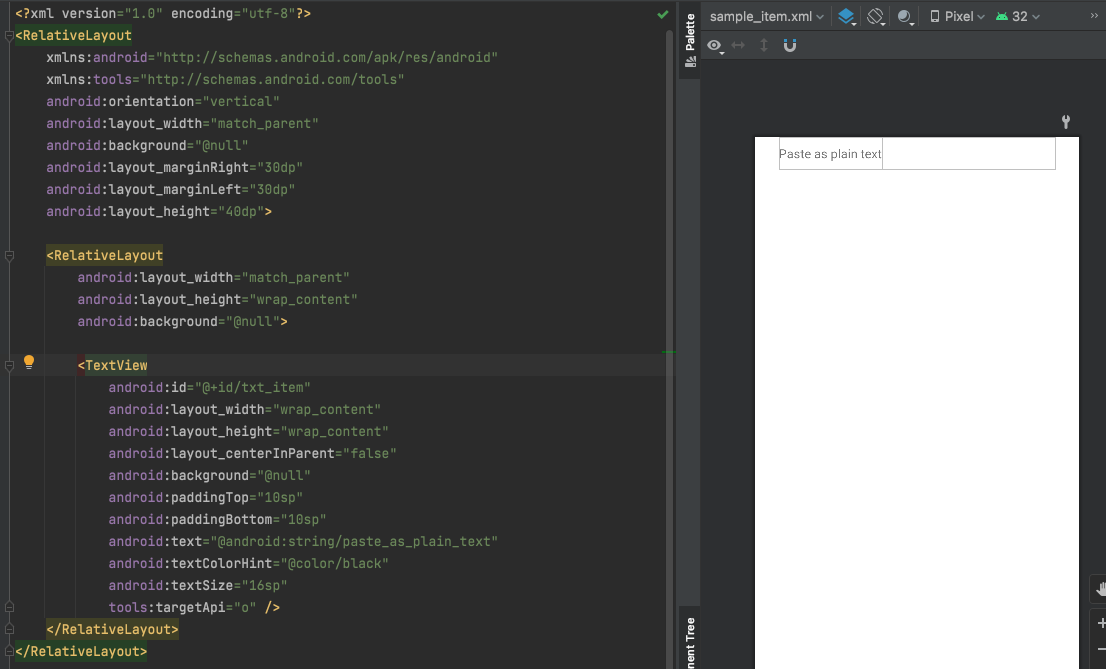 <?xml version="1.0" encoding="utf-8"?>
<RelativeLayout
xmlns:android="http://schemas.android.com/apk/res/android"
xmlns:tools="http://schemas.android.com/tools"
android:orientation="vertical"
android:layout_width="match_parent"
android:background="@null"
android:layout_marginRight="30dp"
android:layout_marginLeft="30dp"
android:layout_height="40dp">
<RelativeLayout
android:layout_width="match_parent"
android:layout_height="wrap_content"
android:background="@null">
<TextView
android:id="@+id/txt_item"
android:layout_width="wrap_content"
android:layout_height="wrap_content"
android:layout_centerInParent="false"
android:background="@null"
android:paddingTop="10sp"
android:paddingBottom="10sp"
android:text="@android:string/paste_as_plain_text"
android:textColorHint="@color/black"
android:textSize="16sp"
tools:targetApi="o" />
</RelativeLayout>
</RelativeLayout>
Palette
nent Tree
sample_item.xml
Pixel
32
Paste as plain text